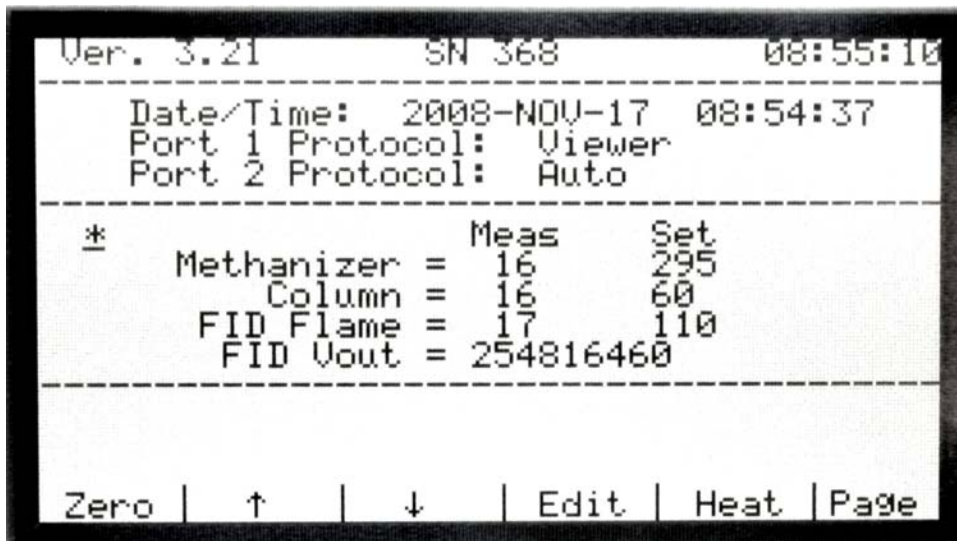 Ver. 3.21 SN 368 08:55:10
Date/Time: 2008-NOV-17 08:54:37
Port 1 Protocol: Viewer
Port 2 Protocol: Auto
* Meas Set
Methanizer = 16 295
Column = 16 60
FID Flame = 17 110
FID Vout = 254816460
Zero | ↑ | ↓ | Edit | Heat | Page